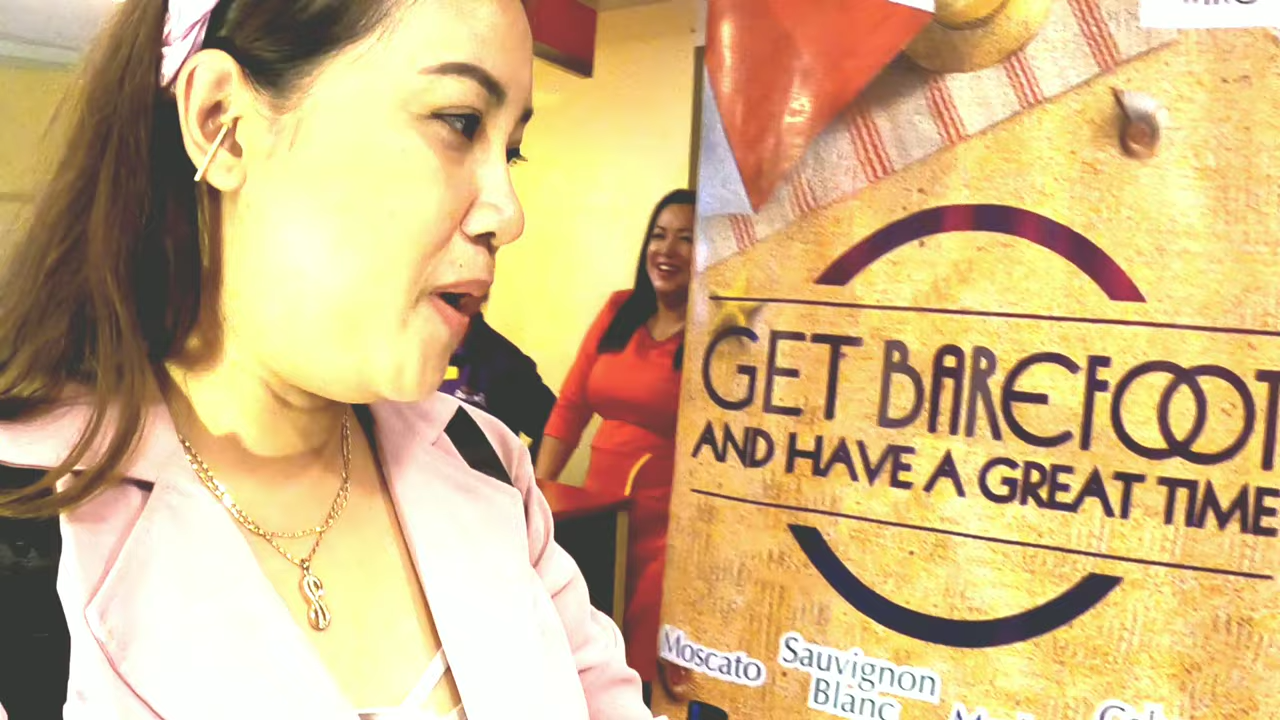 GET BAREFOOT
AND HAVE A GREAT TIME
Moscato
Sauvignon
Blanc